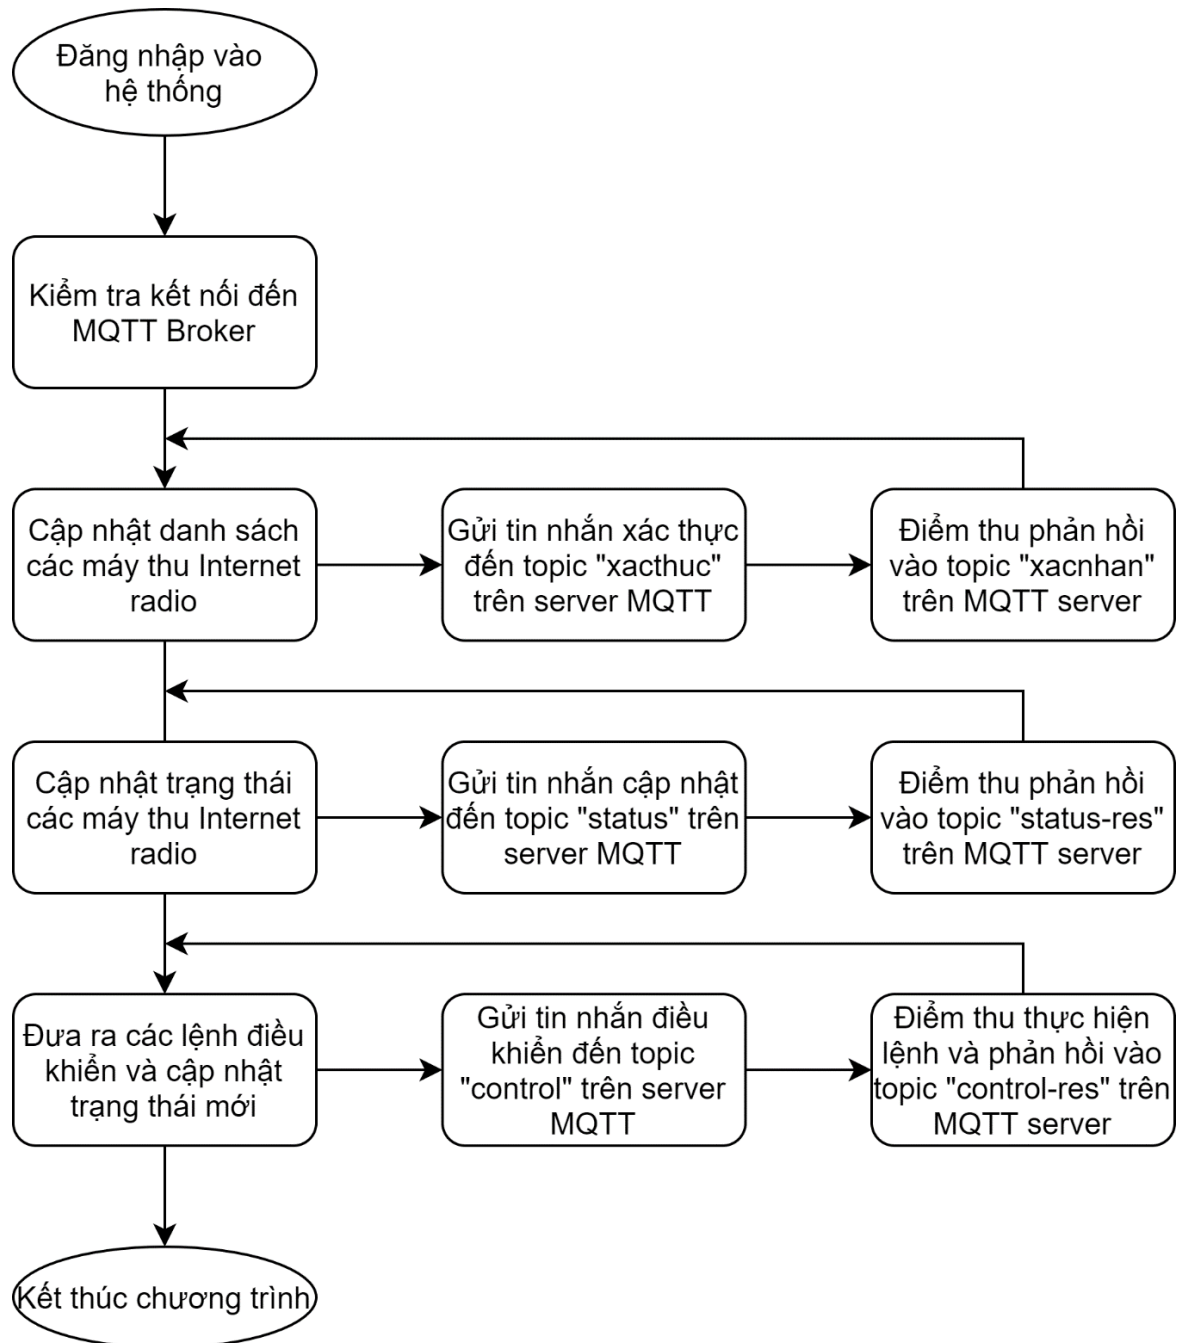 Đăng nhập vào
hệ thống
Kiểm tra kết nối đến
MQTT Broker
Cập nhật danh sách
các máy thu Internet
radio
Gửi tin nhắn xác thực
đến topic "xacthuc"
trên server MQTT
Điểm thu phản hồi
vào topic "xacnhan"
trên MQTT server
Cập nhật trạng thái
các máy thu Internet
radio
Gửi tin nhắn cập nhật
đến topic "status" trên
server MQTT
Điểm thu phản hồi
vào topic "status-res"
trên MQTT server
Đưa ra các lệnh điều
khiển và cập nhật
trạng thái mới
Gửi tin nhắn điều
khiển đến topic
"control" trên server
MQTT
Điểm thu thực hiện
lệnh và phản hồi vào
topic "control-res" trên
MQTT server
Kết thúc chương trình